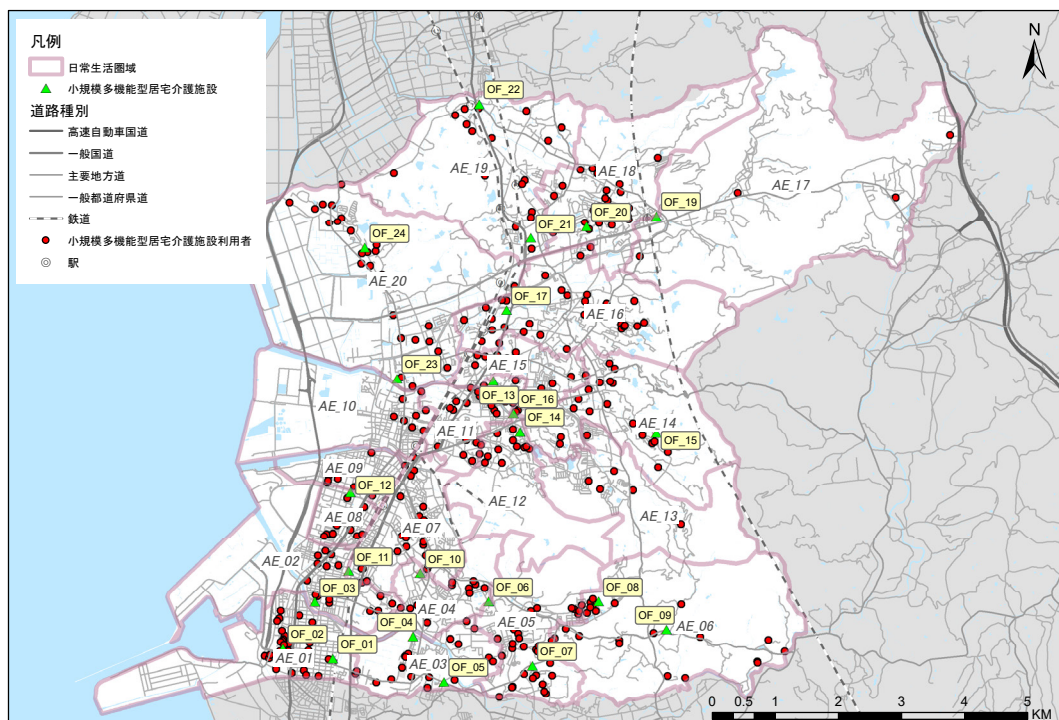 凡例
日常生活圏域
小規模多機能型居宅介護施設
道路種別
高速自動車国道
一般国道
主要地方道
一般都道府県道
鉄道
小規模多機能居宅介護施設利用者
駅
N
OF_22
AE_19
AE_18
AE_17
OF_19
OF_20
OF_21
OF_24
AE_20
OF_17
AE_16
AE_15
OF_23
OF_13
OF_16
OF_14
AE_10
AE_11
AE_14
OF_15
AE_09
OF_12
AE_12
AE_08
AE_07
AE_13
AE_02
OF_11
OF_10
OF_03
OF_06
OF_08
AE_04
OF_04
AE_05
OF_09
AE_06
OF_02
OF_01
AE_01
AE_03
OF_05
OF_07
0 0.5 1 2 3 4 5
KM